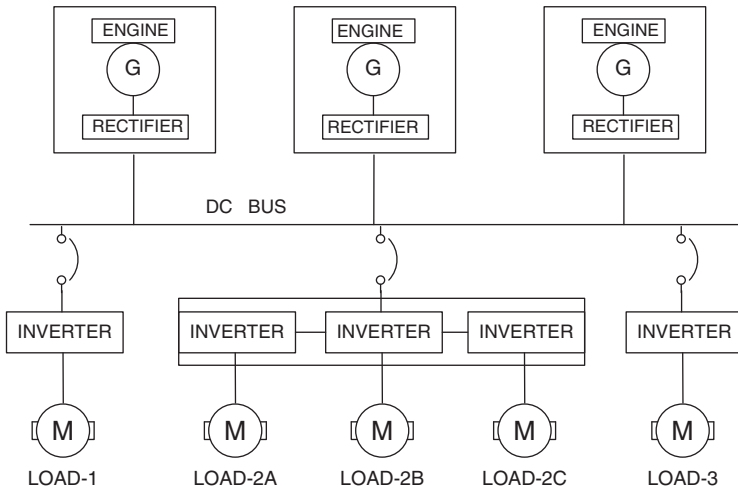 ENGINE ENGINE ENGINE
G G G
RECTIFIER RECTIFIER RECTIFIER
DC BUS
INVERTER INVERTER INVERTER INVERTER INVERTER
M M M M M
LOAD-1 LOAD-2A LOAD-2B LOAD-2C LOAD-3